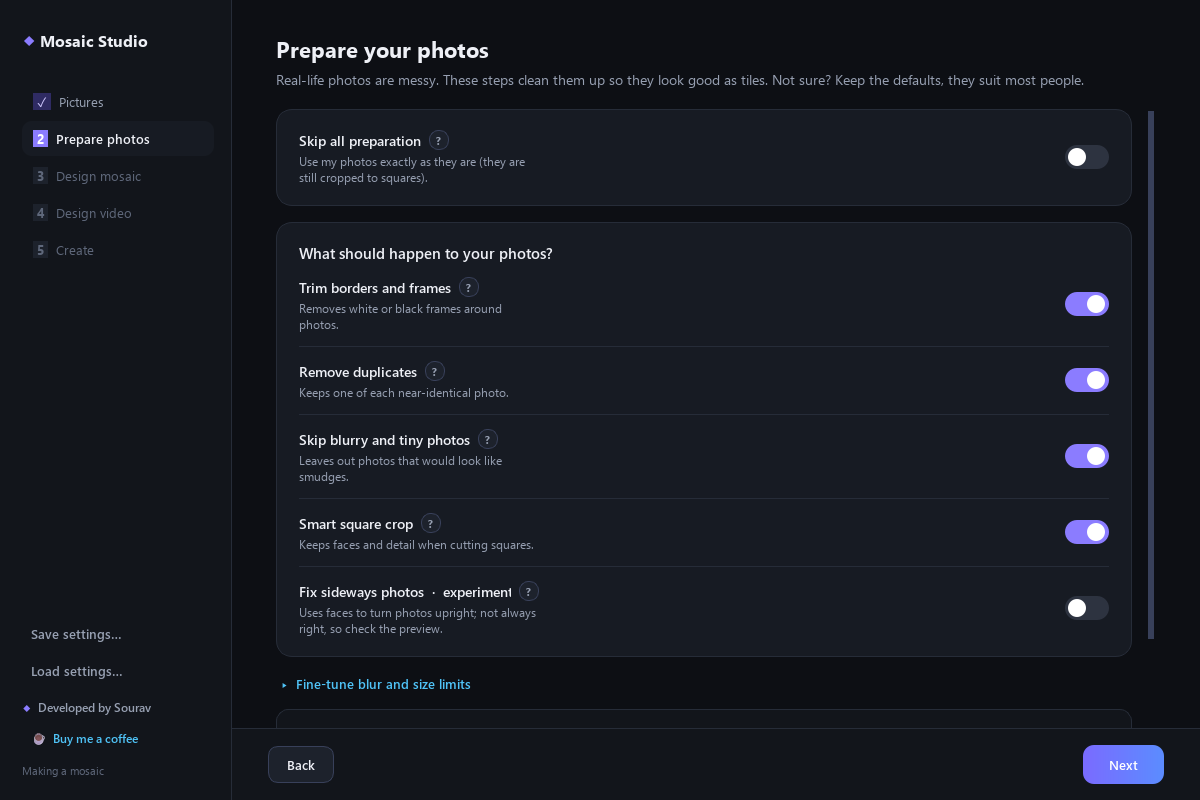 Mosaic Studio
✓ Pictures
2 Prepare photos
3 Design mosaic
4 Design video
5 Create
Save settings...
Load settings...
Developed by Sourav
Buy me a coffee
Making a mosaic
Prepare your photos
Real-life photos are messy. These steps clean them up so they look good as tiles. Not sure? Keep the defaults, they suit most people.
Skip all preparation ?
Use my photos exactly as they are (they are
still cropped to squares).
What should happen to your photos?
Trim borders and frames ?
Removes white or black frames around
photos.
Remove duplicates ?
Keeps one of each near-identical photo.
Skip blurry and tiny photos ?
Leaves out photos that would look like
smudges.
Smart square crop ?
Keeps faces and detail when cutting squares.
Fix sideways photos · experiment ?
Uses faces to turn photos upright; not always
right, so check the preview.
Fine-tune blur and size limits
Back
Next